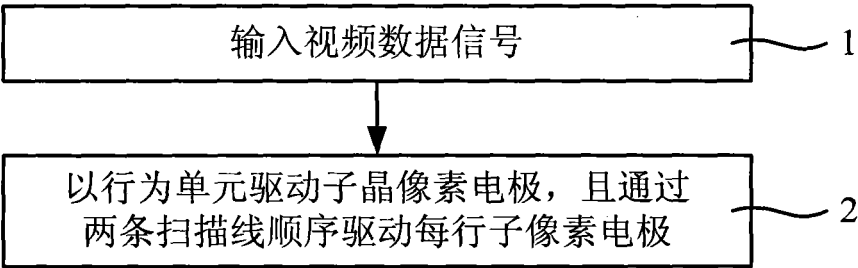 输入视频数据信号
1
以行为单元驱动子晶像素电极，且通过
两条扫描线顺序驱动每行子像素电极
2